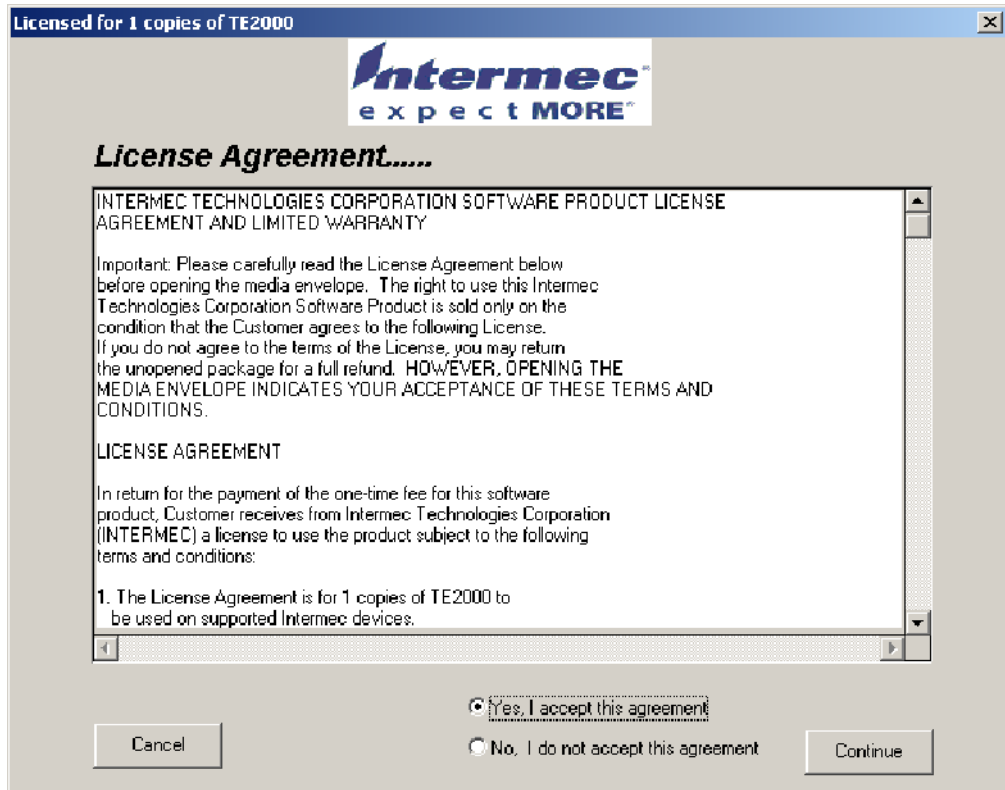 Licensed for 1 copies of TE2000
Intermec®
expect MORE®
License Agreement......
INTERMEC TECHNOLOGIES CORPORATION SOFTWARE PRODUCT LICENSE
AGREEMENT AND LIMITED WARRANTY
Important: Please carefully read the License Agreement below
before opening the media envelope.  The right to use this Intermec
Technologies Corporation Software Product is sold only on the
condition that the Customer agrees to the following License.
If you do not agree to the terms of the License, you may return
the unopened package for a full refund.  HOWEVER, OPENING THE
MEDIA ENVELOPE INDICATES YOUR ACCEPTANCE OF THESE TERMS AND
CONDITIONS.
LICENSE AGREEMENT
In return for the payment of the one-time fee for this software
product, Customer receives from Intermec Technologies Corporation
(INTERMEC) a license to use the product subject to the following
terms and conditions:
1. The License Agreement is for 1 copies of TE2000 to
be used on supported Intermec devices.
Yes, I accept this agreement
No,  I do not accept this agreement
Cancel
Continue